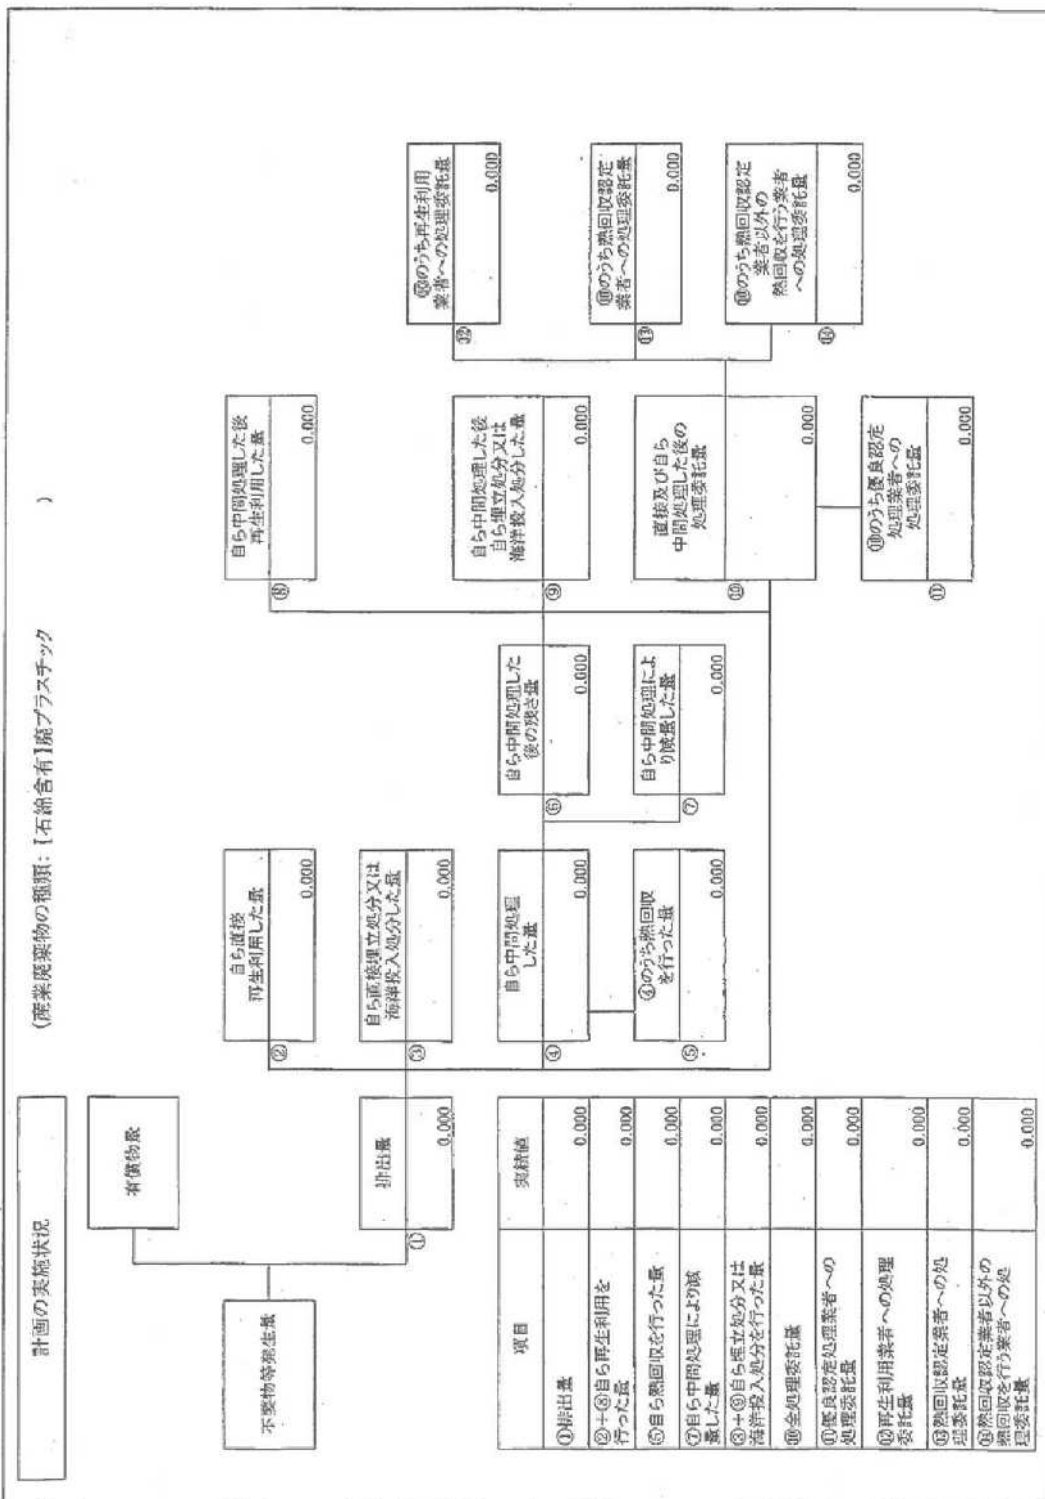 計画の実施状況
(産業廃棄物の種類:【石綿含有】廃プラスチック
)
不要物等発生量
有償物量
排出量
①
0.000
自ら直接
再生利用した量
②
0.000
自ら直接埋立処分又は
海洋投入処分した量
③
0.000
自ら中間処理
した量
④
0.000
④のうち熱回収
を行った量
⑤
0.000
自ら中間処理した
後の残さ量
⑥
0.000
自ら中間処理によ
り減量した量
⑦
0.000
自ら中間処理した後
再生利用した量
⑧
0.000
自ら中間処理した後
自ら埋立処分又は
海洋投入処分した量
⑨
0.000
直接及び自ら
中間処理した後の
処理委託量
⑩
0.000
⑩のうち優良認定
処理業者への
処理委託量
⑪
0.000
⑩のうち再生利用
業者への処理委託量
⑫
0.000
⑩のうち熱回収認定
業者への処理委託量
⑬
0.000
⑩のうち熱回収認定
業者以外の
熱回収を行う業者
への処理委託量
⑭
0.000
項目
実績値
①排出量
0.000
②+⑧自ら再生利用を
行った量
0.000
⑤自ら熱回収を行った量
0.000
⑦自ら中間処理により減
量した量
0.000
③+⑨自ら埋立処分又は
海洋投入処分を行った量
0.000
⑩全処理委託量
0.000
⑪優良認定処理業者への
処理委託量
0.000
⑫再生利用業者への処理
委託量
0.000
⑬熱回収認定業者への処
理委託量
0.000
⑭熱回収認定業者以外の
熱回収を行う業者への処
理委託量
0.000